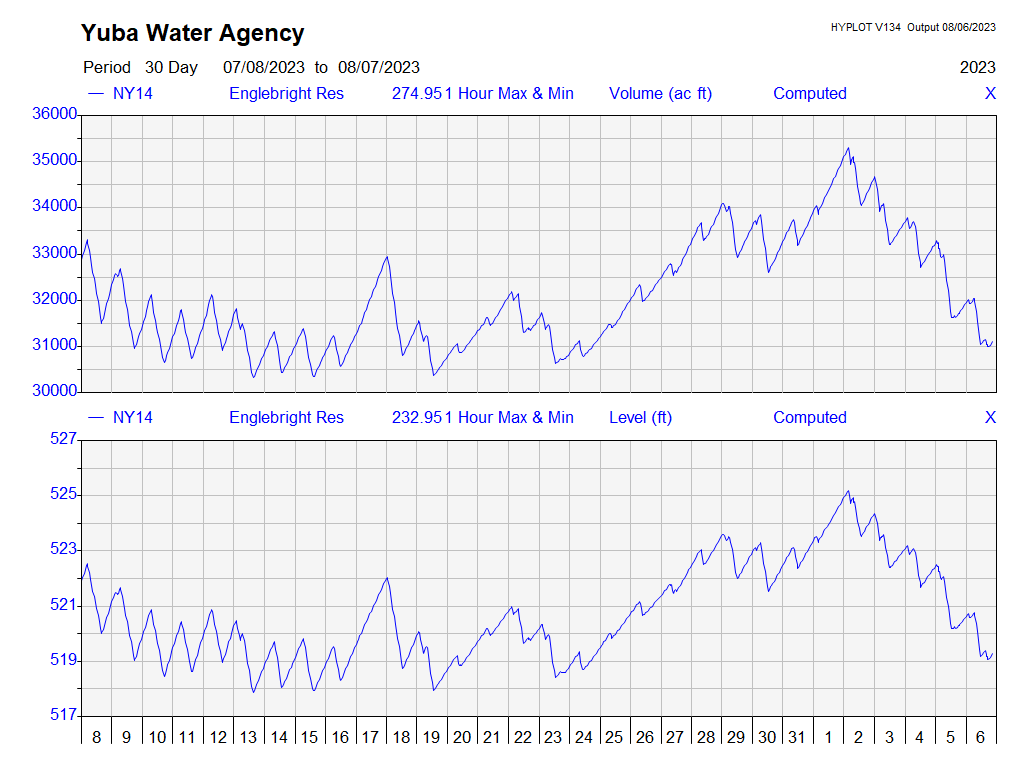 Yuba Water Agency
HYPLOT V134 Output 08/06/2023
Period 30 Day 07/08/2023 to 08/07/2023
2023
NY14 Englebright Res 274.951 Hour Max & Min Volume (ac ft) Computed X
36000
35000
34000
33000
32000
31000
30000
NY14 Englebright Res 232.951 Hour Max & Min Level (ft) Computed X
527
525
523
521
519
517
8 9 10 11 12 13 14 15 16 17 18 19 20 21 22 23 24 25 26 27 28 29 30 31 1 2 3 4 5 6